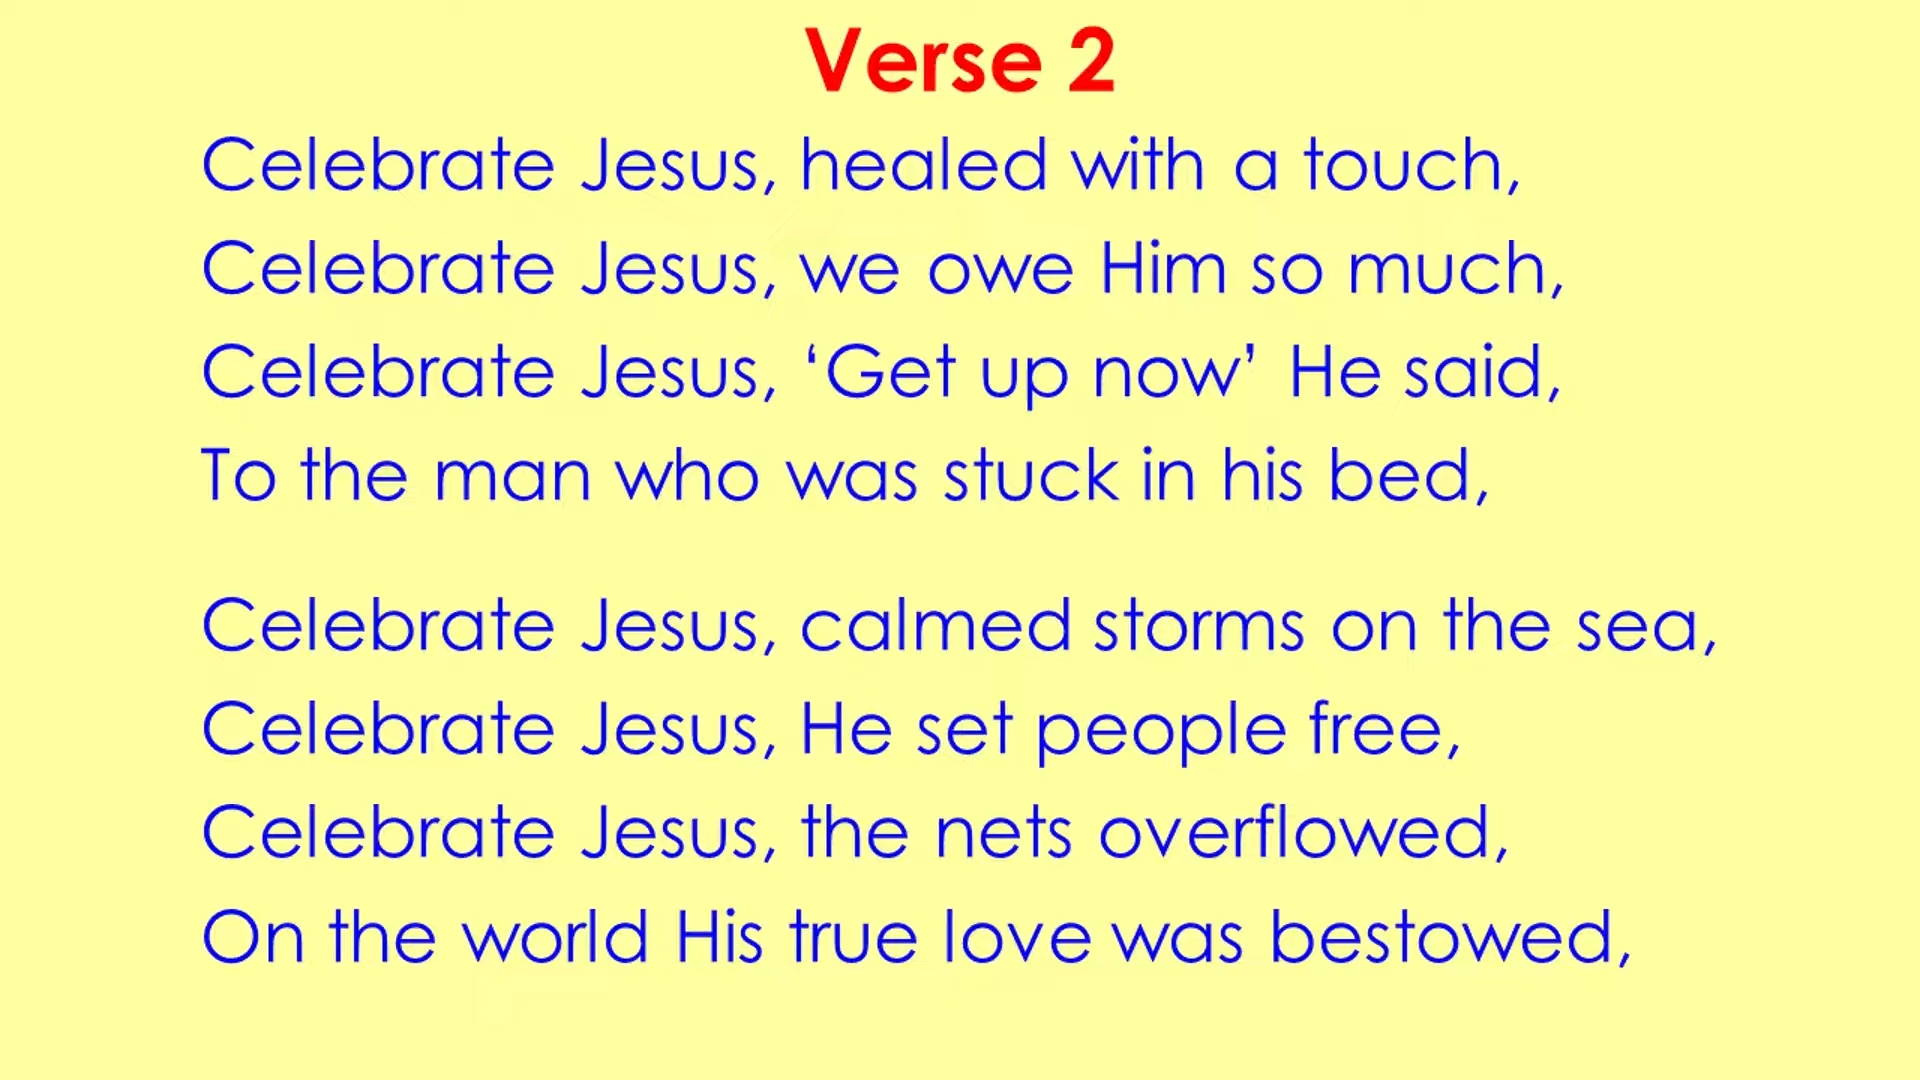 Verse 2
Celebrate Jesus, healed with a touch,
Celebrate Jesus, we owe Him so much,
Celebrate Jesus, ‘Get up now’ He said,
To the man who was stuck in his bed,
Celebrate Jesus, calmed storms on the sea,
Celebrate Jesus, He set people free,
Celebrate Jesus, the nets overflowed,
On the world His true love was bestowed,